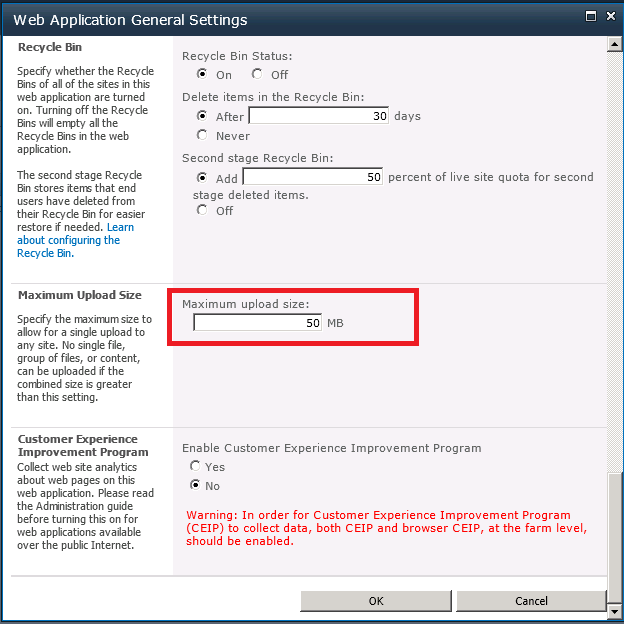 Web Application General Settings
Recycle Bin
Specify whether the Recycle
Bins of all of the sites in this
web application are turned
on. Turning off the Recycle
Bins will empty all the
Recycle Bins in the web
application.
The second stage Recycle
Bin stores items that end
users have deleted from
their Recycle Bin for easier
restore if needed. Learn
about configuring the
Recycle Bin.
Recycle Bin Status:
On Off
Delete items in the Recycle Bin:
After 30 days
Never
Second stage Recycle Bin:
Add 50 percent of live site quota for second
stage deleted items.
Off
Maximum Upload Size
Specify the maximum size to
allow for a single upload to
any site. No single file,
group of files, or content,
can be uploaded if the
combined size is greater
than this setting.
Maximum upload size:
50 MB
Customer Experience
Improvement Program
Collect web site analytics
about web pages on this
web application. Please read
the Administration guide
before turning this on for
web applications available
over the public Internet.
Enable Customer Experience Improvement Program
Yes
No
Warning: In order for Customer Experience Improvement Program
(CEIP) to collect data, both CEIP and browser CEIP, at the farm level,
should be enabled.
OK Cancel